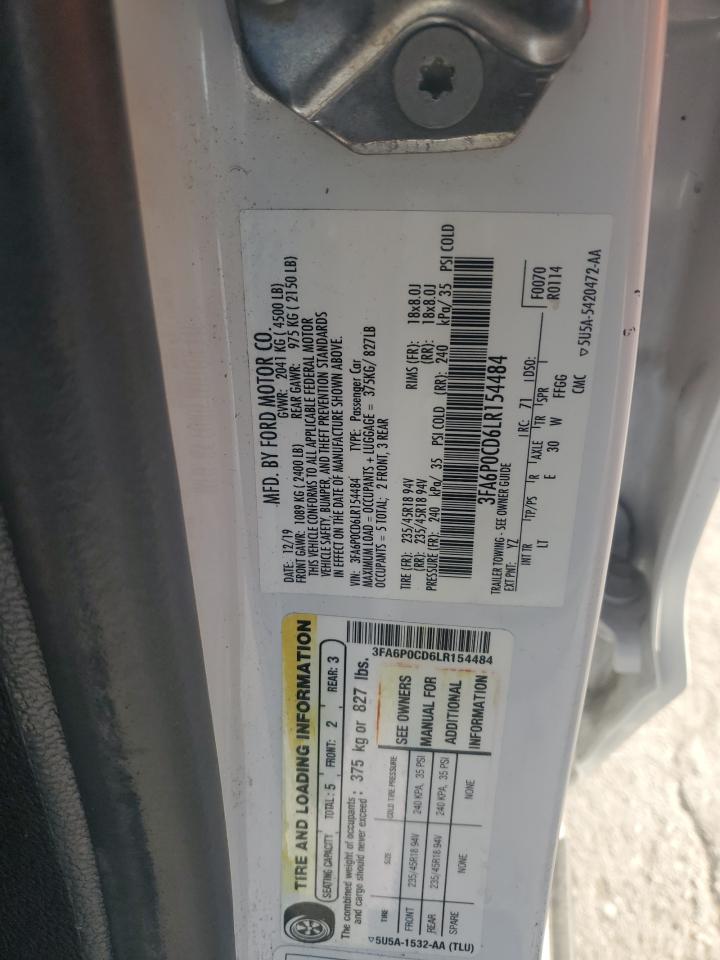 MFD. BY FORD MOTOR CO.
DATE: 12/19 GVWR: 2041 KG ( 4500 LB)
FRONT GAWR: 1089 KG ( 2400 LB) REAR GAWR: 975 KG ( 2150 LB)
THIS VEHICLE CONFORMS TO ALL APPLICABLE FEDERAL MOTOR
VEHICLE SAFETY, BUMPER, AND THEFT PREVENTION STANDARDS
IN EFFECT ON THE DATE OF MANUFACTURE SHOWN ABOVE.
VIN: 3FA6P0CD6LR154484 TYPE: Passenger Car
MAXIMUM LOAD = OCCUPANTS + LUGGAGE = 375KG/ 827LB
OCCUPANTS = 5 TOTAL; 2 FRONT, 3 REAR
TIRE (FR): 235/45R18 94V RIMS (FR): 18x8.0J
(RR): 235/45R18 94V (RR): 18x8.0J
PRESSURE (FR): 240 kPa/ 35 PSI COLD (RR): 240 kPa/ 35 PSI COLD
3FA6P0CD6LR154484
TRAILER TOWING - SEE OWNER GUIDE
EXT PNT: YZ RC: 71 DSO:
INT TR TP/PS R AXLE TR SPR
LT E 30 W FFGG
F0070
R0114
CMC
5U5A-5420472-AA
TIRE AND LOADING INFORMATION
SEATING CAPACITY TOTAL: 5 FRONT: 2 REAR: 3
The combined weight of occupants
and cargo should never exceed: 375 kg or 827 lbs.
3FA6P0CD6LR154484
TIRE SIZE COLD TIRE PRESSURE
FRONT 235/45R18 94V 240 KPA, 35 PSI
REAR 235/45R18 94V 240 KPA, 35 PSI
SPARE NONE NONE
SEE OWNERS
MANUAL FOR
ADDITIONAL
INFORMATION
5U5A-1532-AA (TLU)